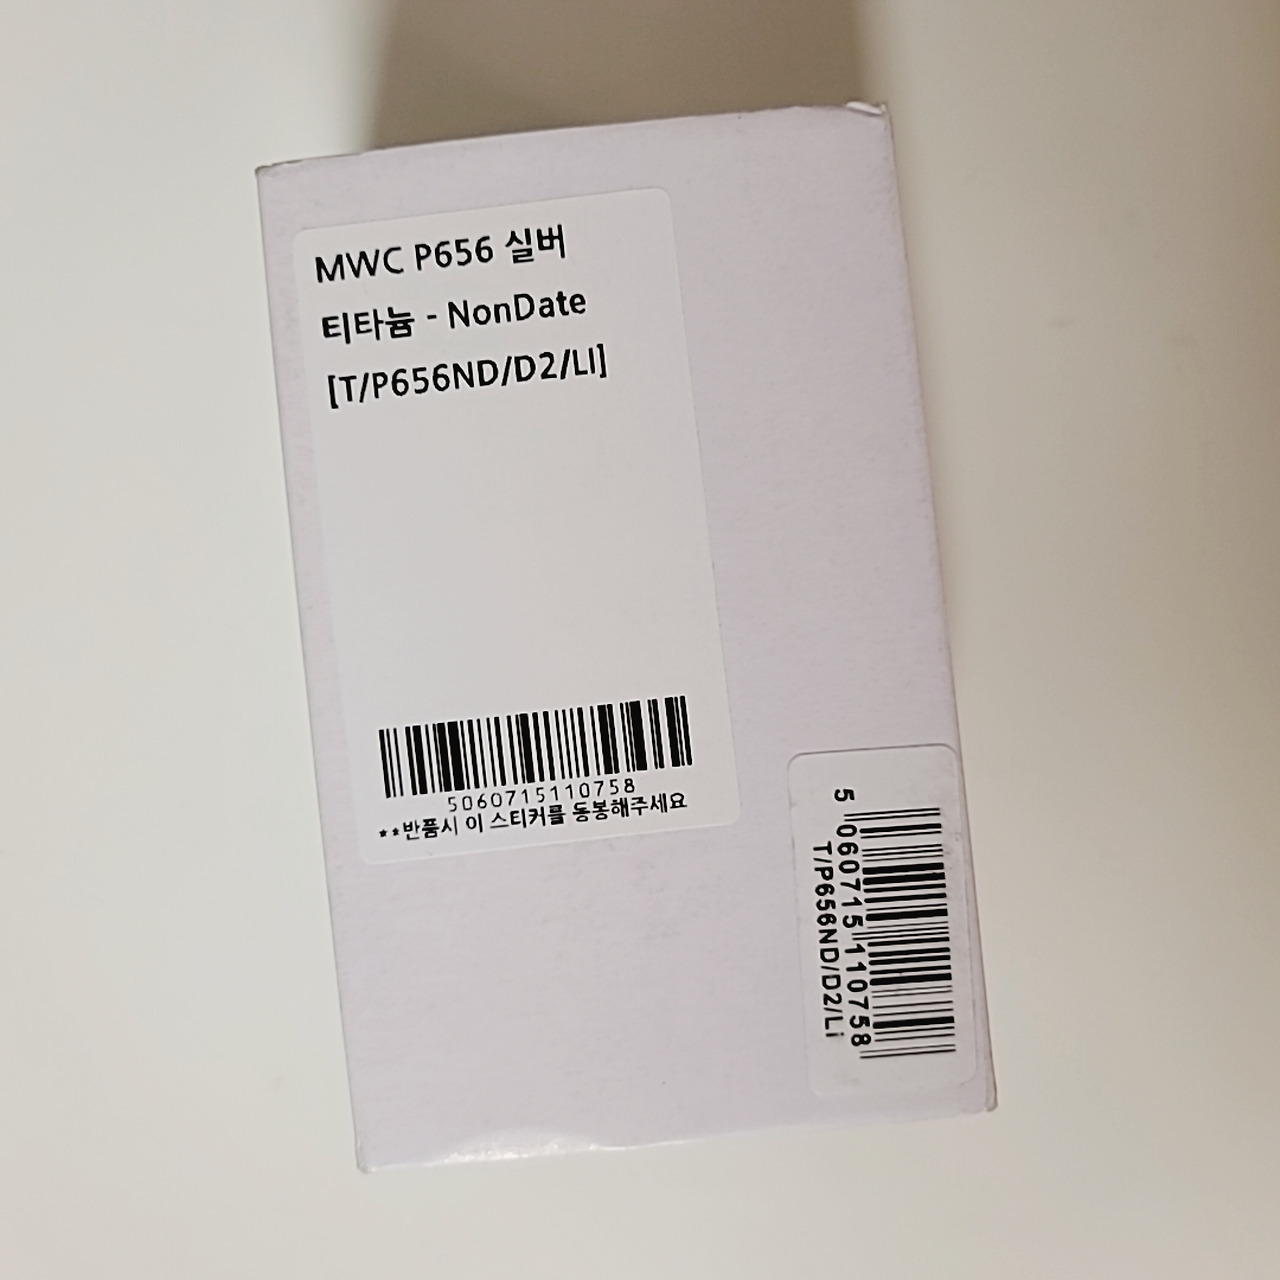 MWC P656 실버
티타늄 - NonDate
[T/P656ND/D2/LI]
5060715110758
**반품시 이 스티커를 동봉해주세요
5 060715 110758
T/P656ND/D2/Li